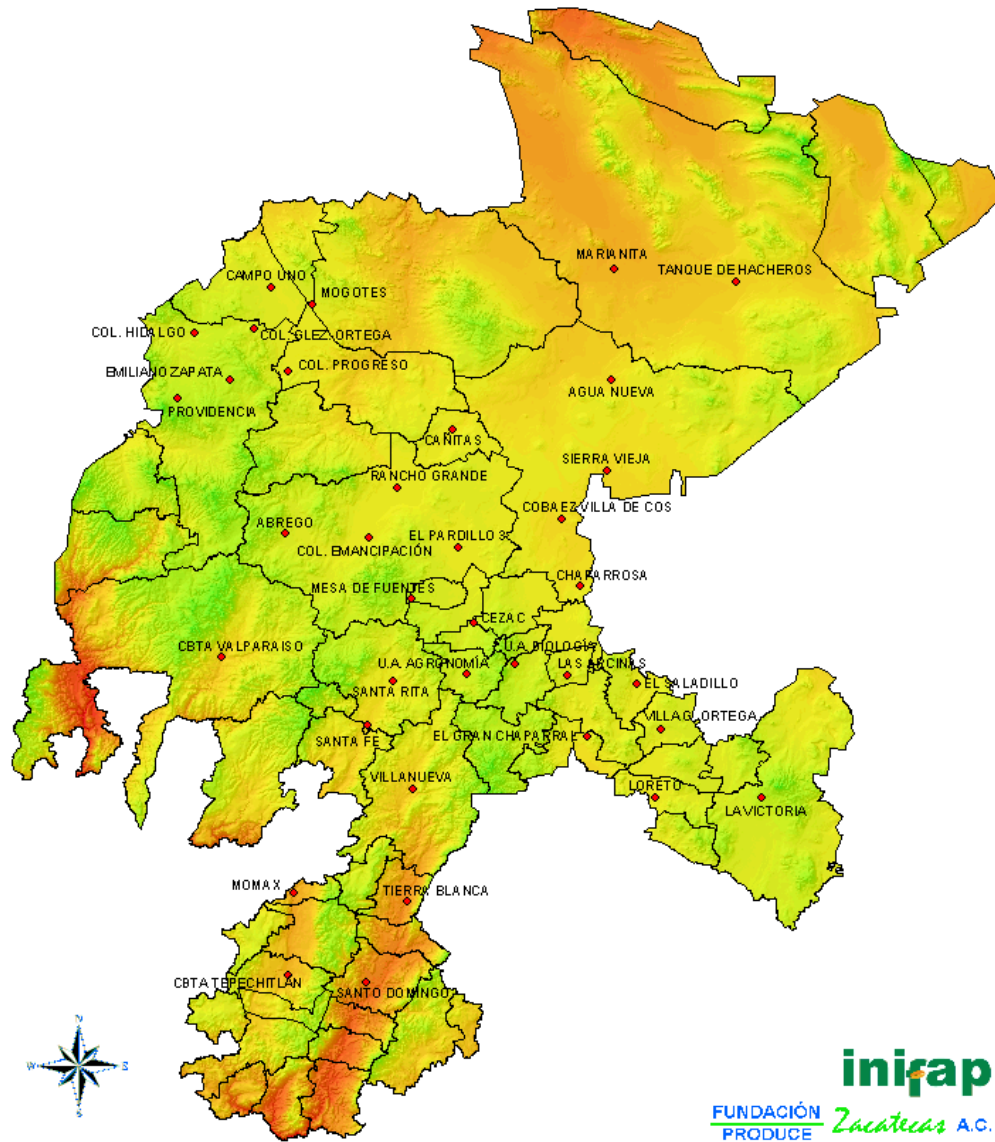 MARIANITA
TANQUE DE HACHEROS
CAMPO UNO
MOGOTES
COL. HIDALGO
COL. GLEZ. ORTEGA
COL. PROGRESO
EMILIANO ZAPATA
AGUA NUEVA
PROVIDENCIA
CAÑITAS
SIERRA VIEJA
RANCHO GRANDE
COBAEZ VILLA DE COS
ABREGO
EL PARDILLO 3
COL. EMANCIPACIÓN
CHAPARROSA
MESA DE FUENTES
CEZAC
CBTA VALPARAISO
U.A. BIOLOGÍA
U.A. AGRONOMÍA
LAS ARCINAS
SANTA RITA
EL SALADILLO
VILLA G. ORTEGA
SANTA FE
EL GRAN CHAPARRAL
VILLANUEVA
LORETO
LA VICTORIA
MOMAX
TIERRA BLANCA
CBTA TEPECHITLÁN
SANTO DOMINGO
N
W
S
inifap
FUNDACIÓN
PRODUCE
Zacatecas A.C.